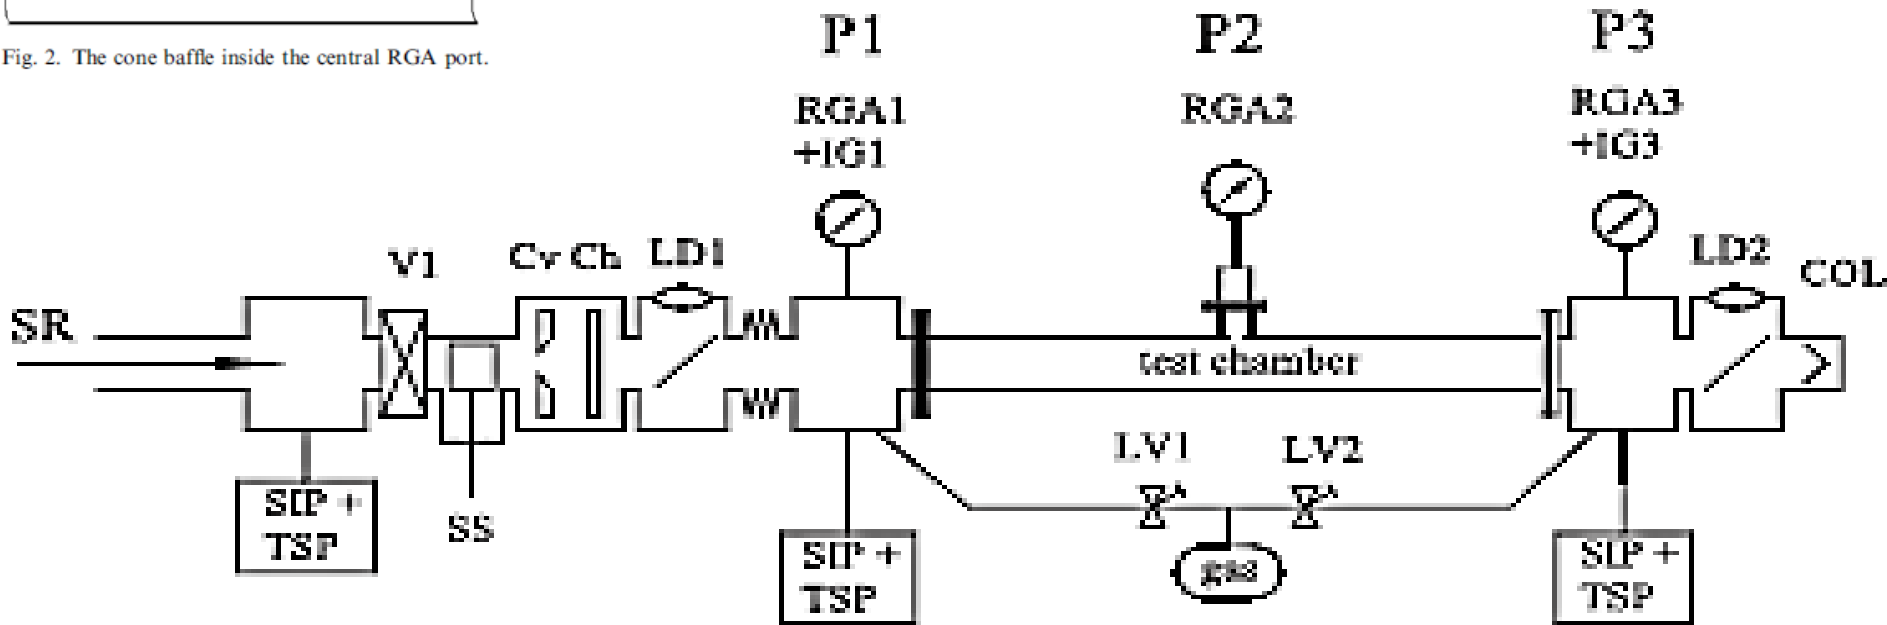 Fig. 2. The cone baffle inside the central RGA port.
P1
P2
P3
RGA1
+IG1
RGA2
RGA3
+IG3
V1
Cv Ch
LD1
LD2
COL
SR
test chamber
LV1
LV2
SIP +
TSP
SS
SIP +
TSP
gas
SIP +
TSP